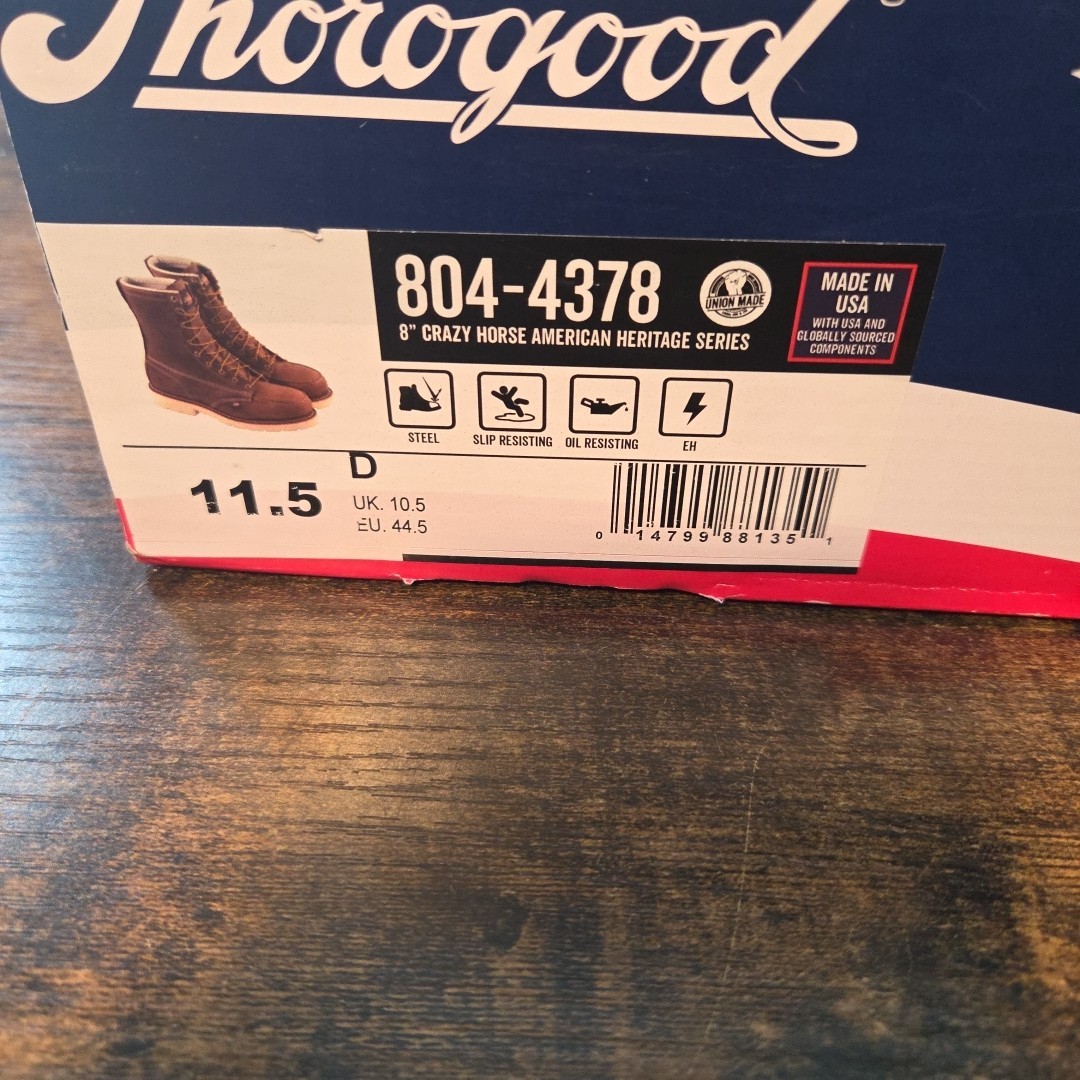 Thorogood
804-4378
8" CRAZY HORSE AMERICAN HERITAGE SERIES
UNION MADE
MADE IN
USA
WITH USA AND
GLOBALLY SOURCED
COMPONENTS
STEEL
SLIP RESISTING
OIL RESISTING
EH
11.5
D
UK. 10.5
EU. 44.5
0 14799 88135 1